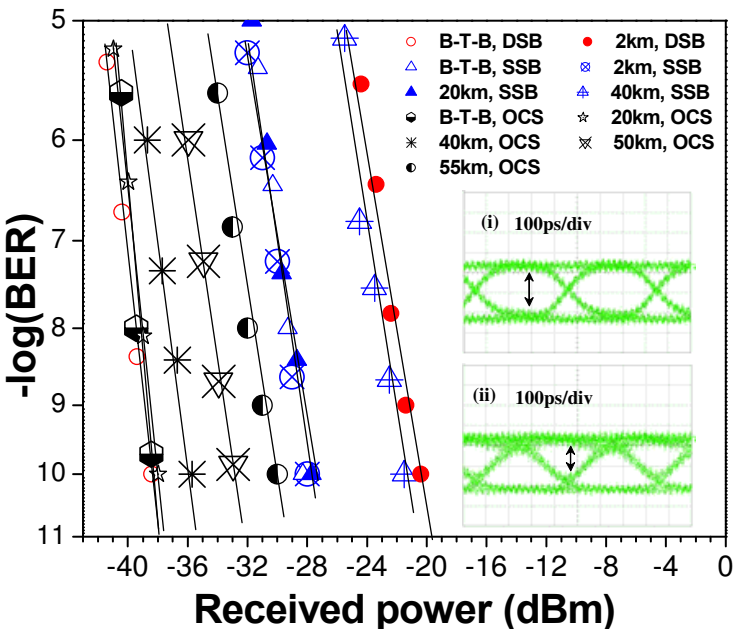 5
6
7
8
9
10
11
-log(BER)
B-T-B, DSB
2km, DSB
B-T-B, SSB
2km, SSB
20km, SSB
40km, SSB
B-T-B, OCS
20km, OCS
40km, OCS
50km, OCS
55km, OCS
(i) 100ps/div
(ii) 100ps/div
-40 -36 -32 -28 -24 -20 -16 -12 -8 -4 0
Received power (dBm)